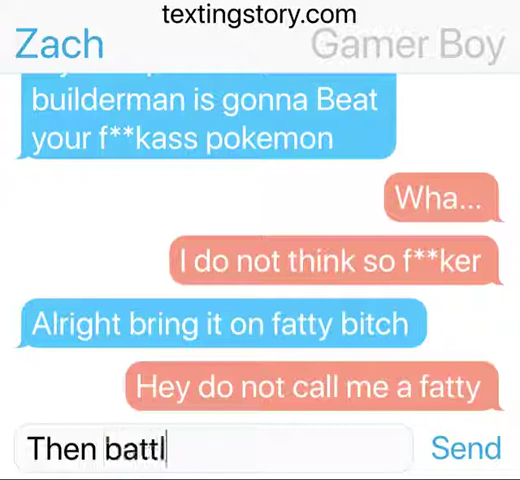 textingstory.com
Zach
Gamer Boy
builderman is gonna Beat
your f**kass pokemon
Wha...
I do not think so f**ker
Alright bring it on fatty bitch
Hey do not call me a fatty
Then battl
Send